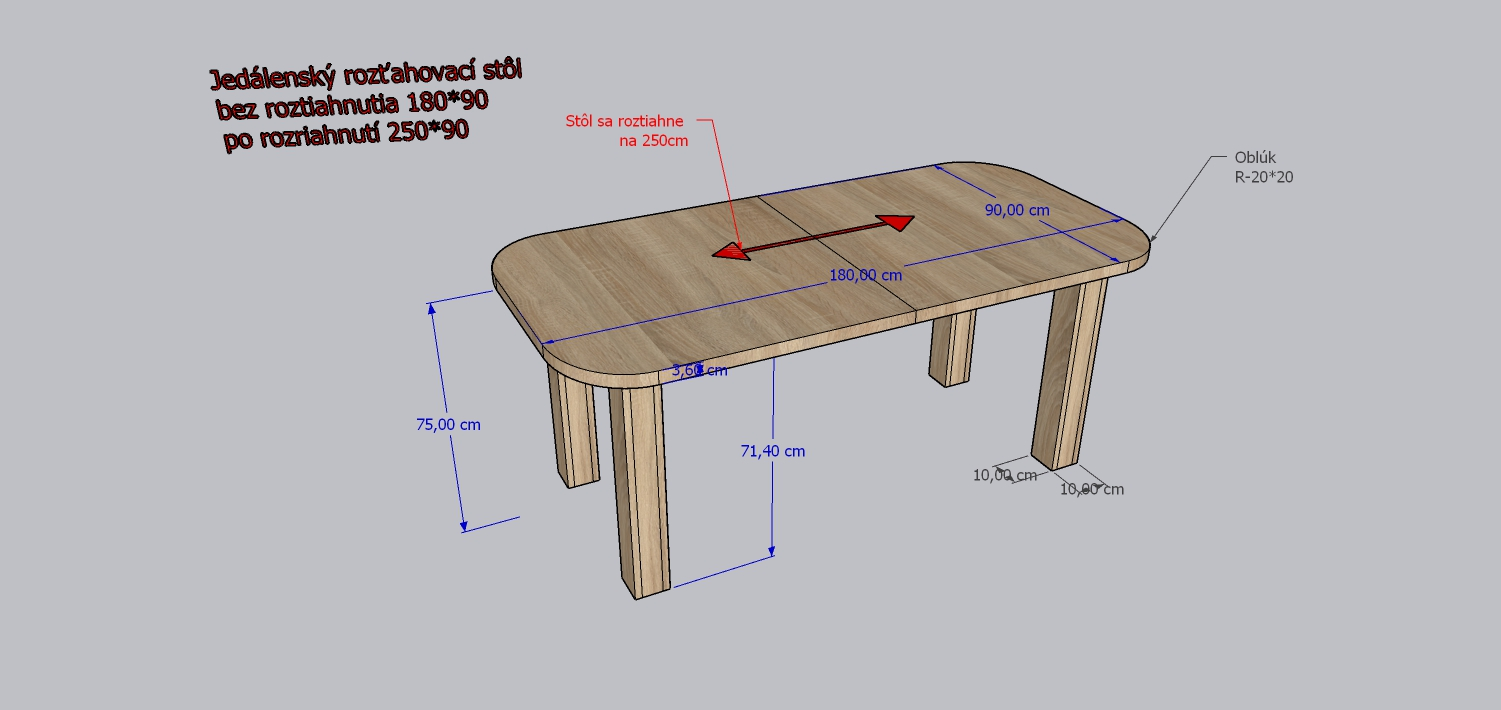 Jedálenský rozťahovací stôl
bez roztiahnutia 180*90
po rozriahnutí 250*90
Stôl sa roztiahne
na 250cm
Oblúk
R-20*20
90,00 cm
180,00 cm
3,60 cm
75,00 cm
71,40 cm
10,00 cm
10,00 cm